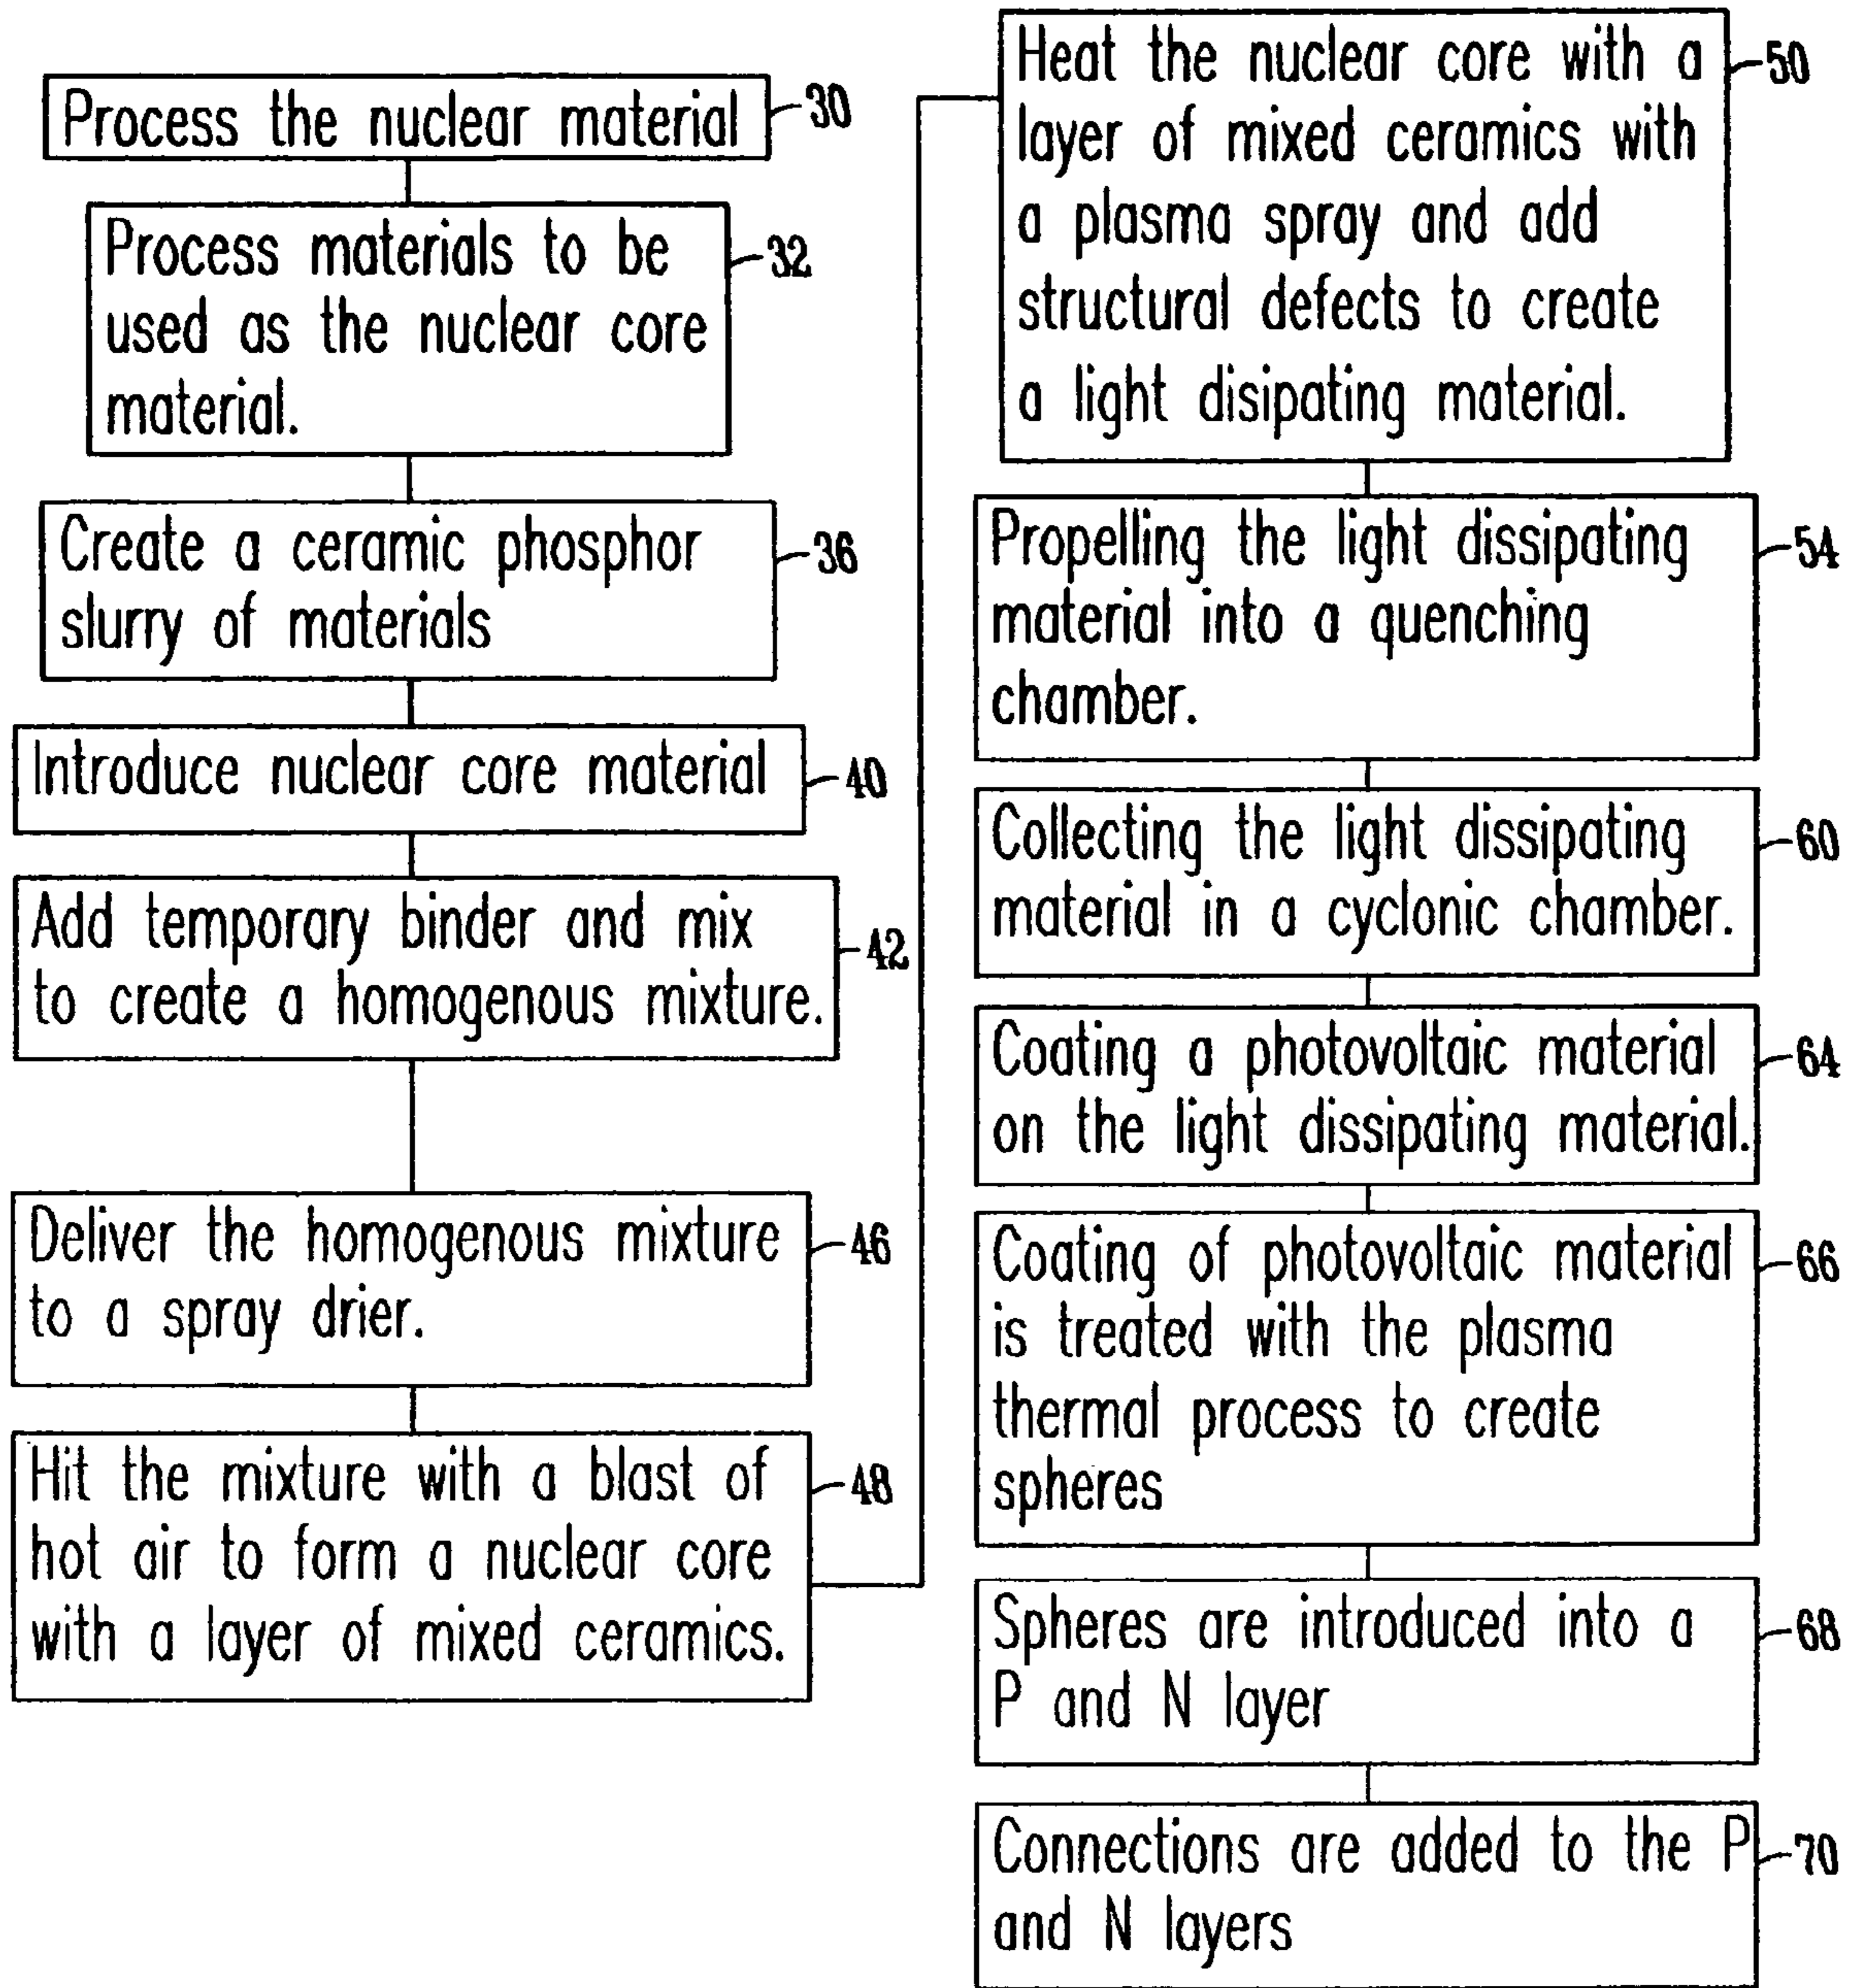 Process the nuclear material 30
Process materials to be 32
used as the nuclear core
material.
Create a ceramic phosphor 36
slurry of materials
Introduce nuclear core material 40
Add temporary binder and mix 42
to create a homogenous mixture.
Deliver the homogenous mixture 46
to a spray drier.
Hit the mixture with a blast of 48
hot air to form a nuclear core
with a layer of mixed ceramics.
Heat the nuclear core with a 50
layer of mixed ceramics with
a plasma spray and add
structural defects to create
a light disipating material.
Propelling the light dissipating 54
material into a quenching
chamber.
Collecting the light dissipating 60
material in a cyclonic chamber.
Coating a photovoltaic material 64
on the light dissipating material.
Coating of photovoltaic material 66
is treated with the plasma
thermal process to create
spheres
Spheres are introduced into a 68
P and N layer
Connections are added to the P 70
and N layers